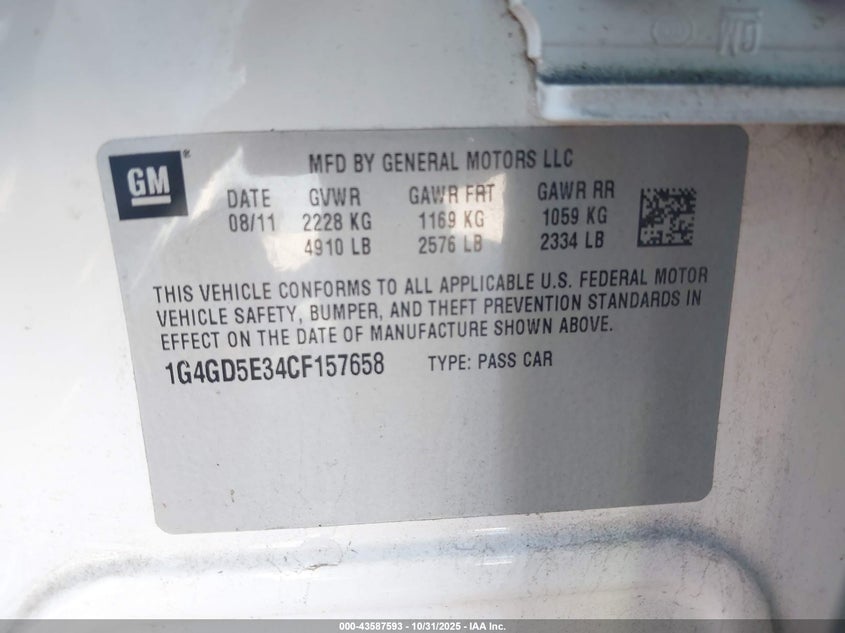 GM
GM ®
MFD BY GENERAL MOTORS LLC
DATE GVWR GAWR FRT GAWR RR
08/11 2228 KG 1169 KG 1059 KG
4910 LB 2576 LB 2334 LB
THIS VEHICLE CONFORMS TO ALL APPLICABLE U.S. FEDERAL MOTOR
VEHICLE SAFETY, BUMPER, AND THEFT PREVENTION STANDARDS IN
EFFECT ON THE DATE OF MANUFACTURE SHOWN ABOVE.
1G4GD5E34CF157658 TYPE: PASS CAR
000-43587593 - 10/31/2025 - IAA Inc.